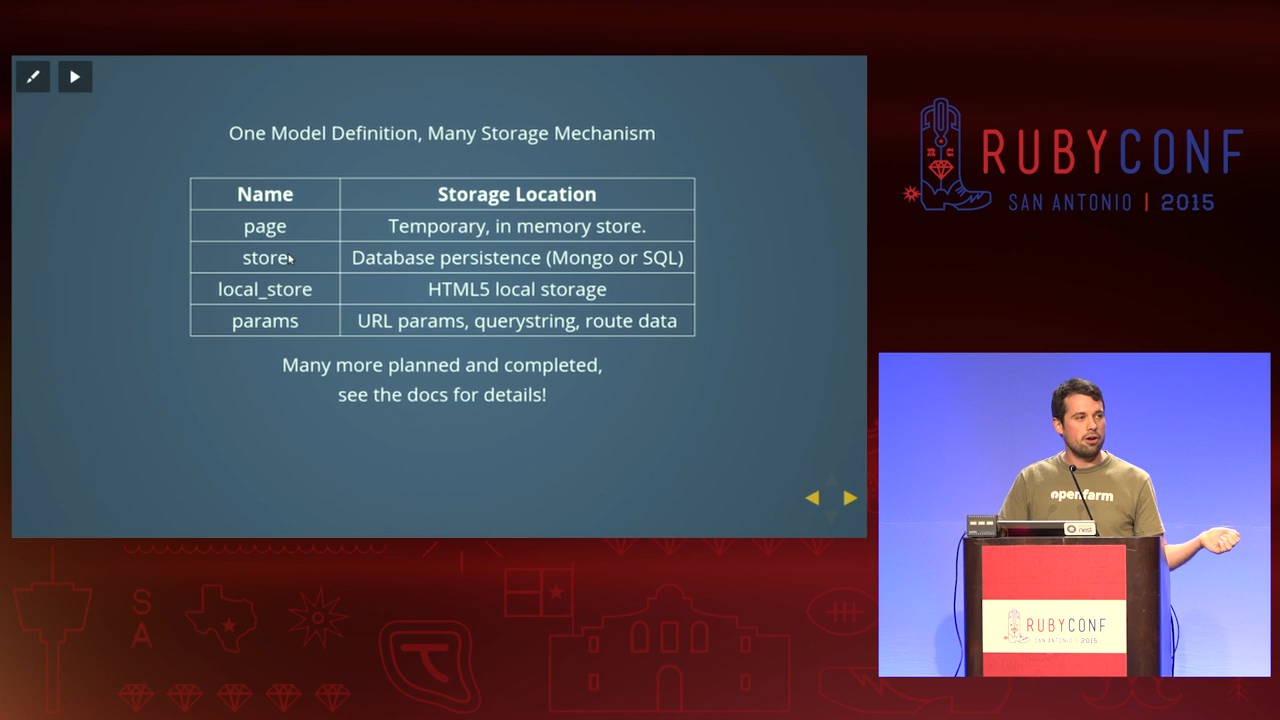 One Model Definition, Many Storage Mechanism
Name Storage Location
page Temporary, in memory store.
store Database persistence (Mongo or SQL)
local_store HTML5 local storage
params URL params, querystring, route data
Many more planned and completed,
see the docs for details!
RUBYCONF
SAN ANTONIO | 2015
openfarm
nest
RUBYCONF
SAN ANTONIO | 2015
S
A